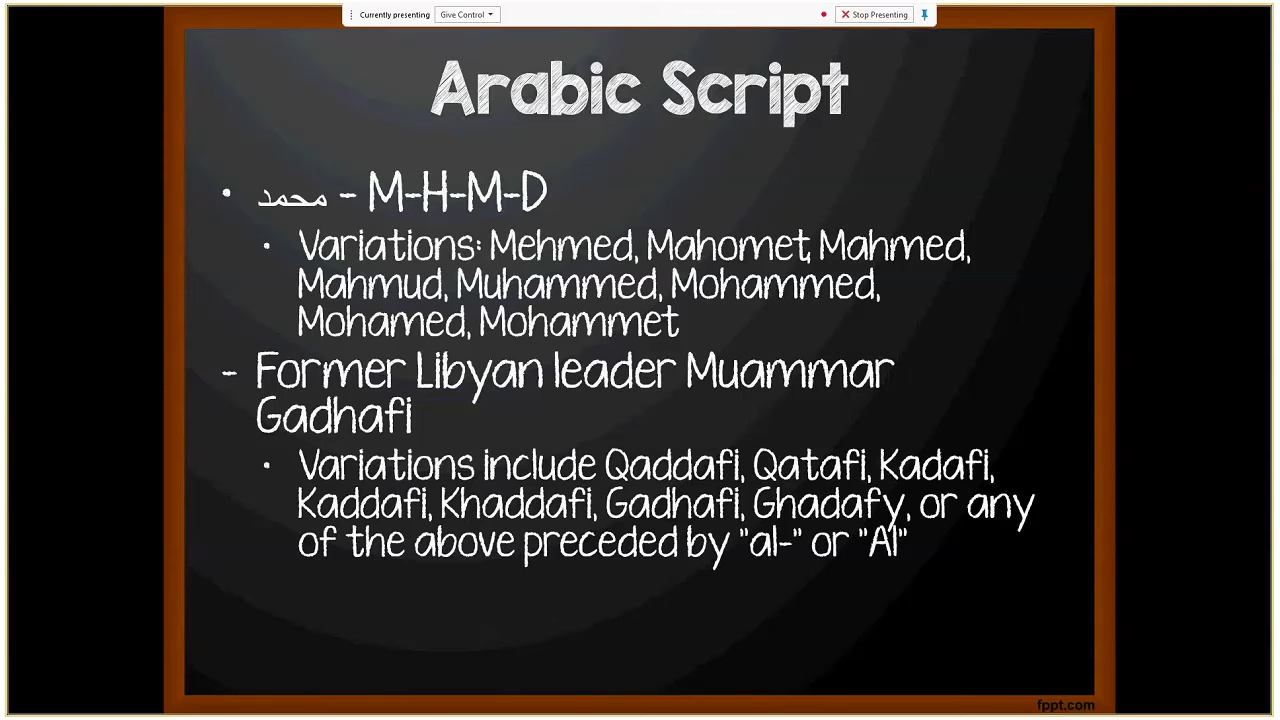 Currently presenting Give Control Stop Presenting
Arabic Script
• محمد - M-H-M-D
• Variations: Mehmed, Mahomet, Mahmed,
Mahmud, Muhammed, Mohammed,
Mohamed, Mohammet
- Former Libyan leader Muammar
Gadhafi
• Variations include Qaddafi, Qatafi, Kadafi,
Kaddafi, Khaddafi, Gadhafi, Ghadafy, or any
of the above preceded by "al-" or "Al"
fppt.com